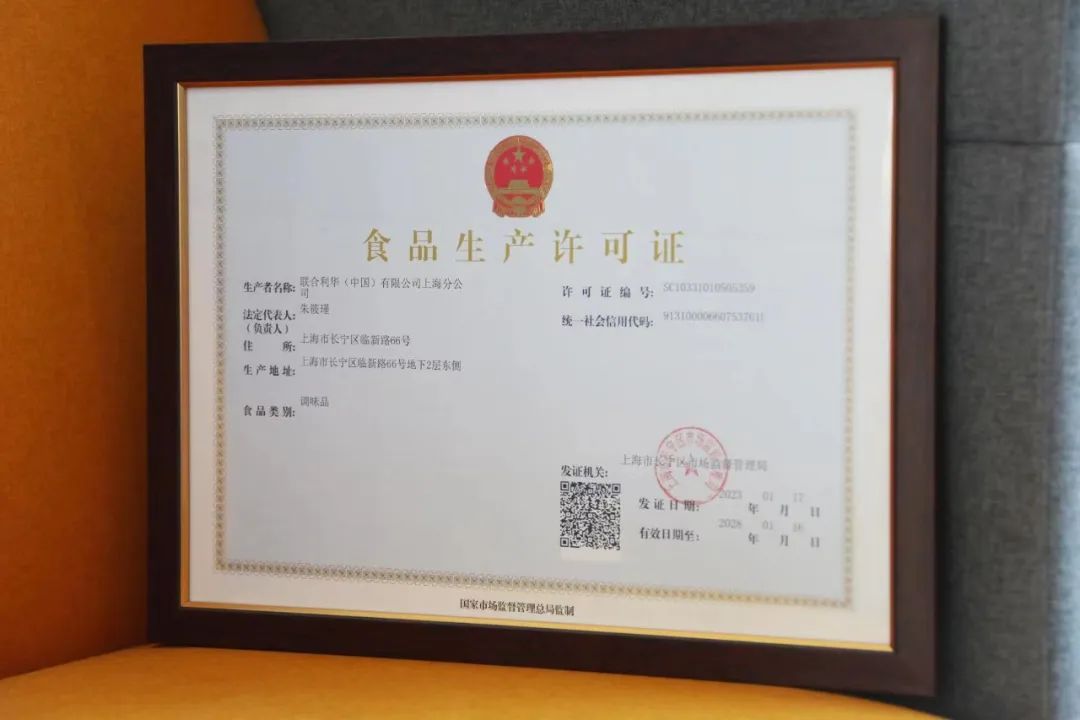 食品生产许可证
生产者名称: 联合利华（中国）有限公司上海分公
司
法定代表人: 朱筱瑾
（负责人）
住 所: 上海市长宁区临新路66号
生产地址: 上海市长宁区临新路66号地下2层东侧
食品类别: 调味品
许可证编号: SC10331010505359
统一社会信用代码:
发证机关: 上海市长宁区市场监督管理局
发证日期: 2023 年 01 月 17 日
有效日期至: 2028 年 01 月 16 日
国家市场监督管理总局监制